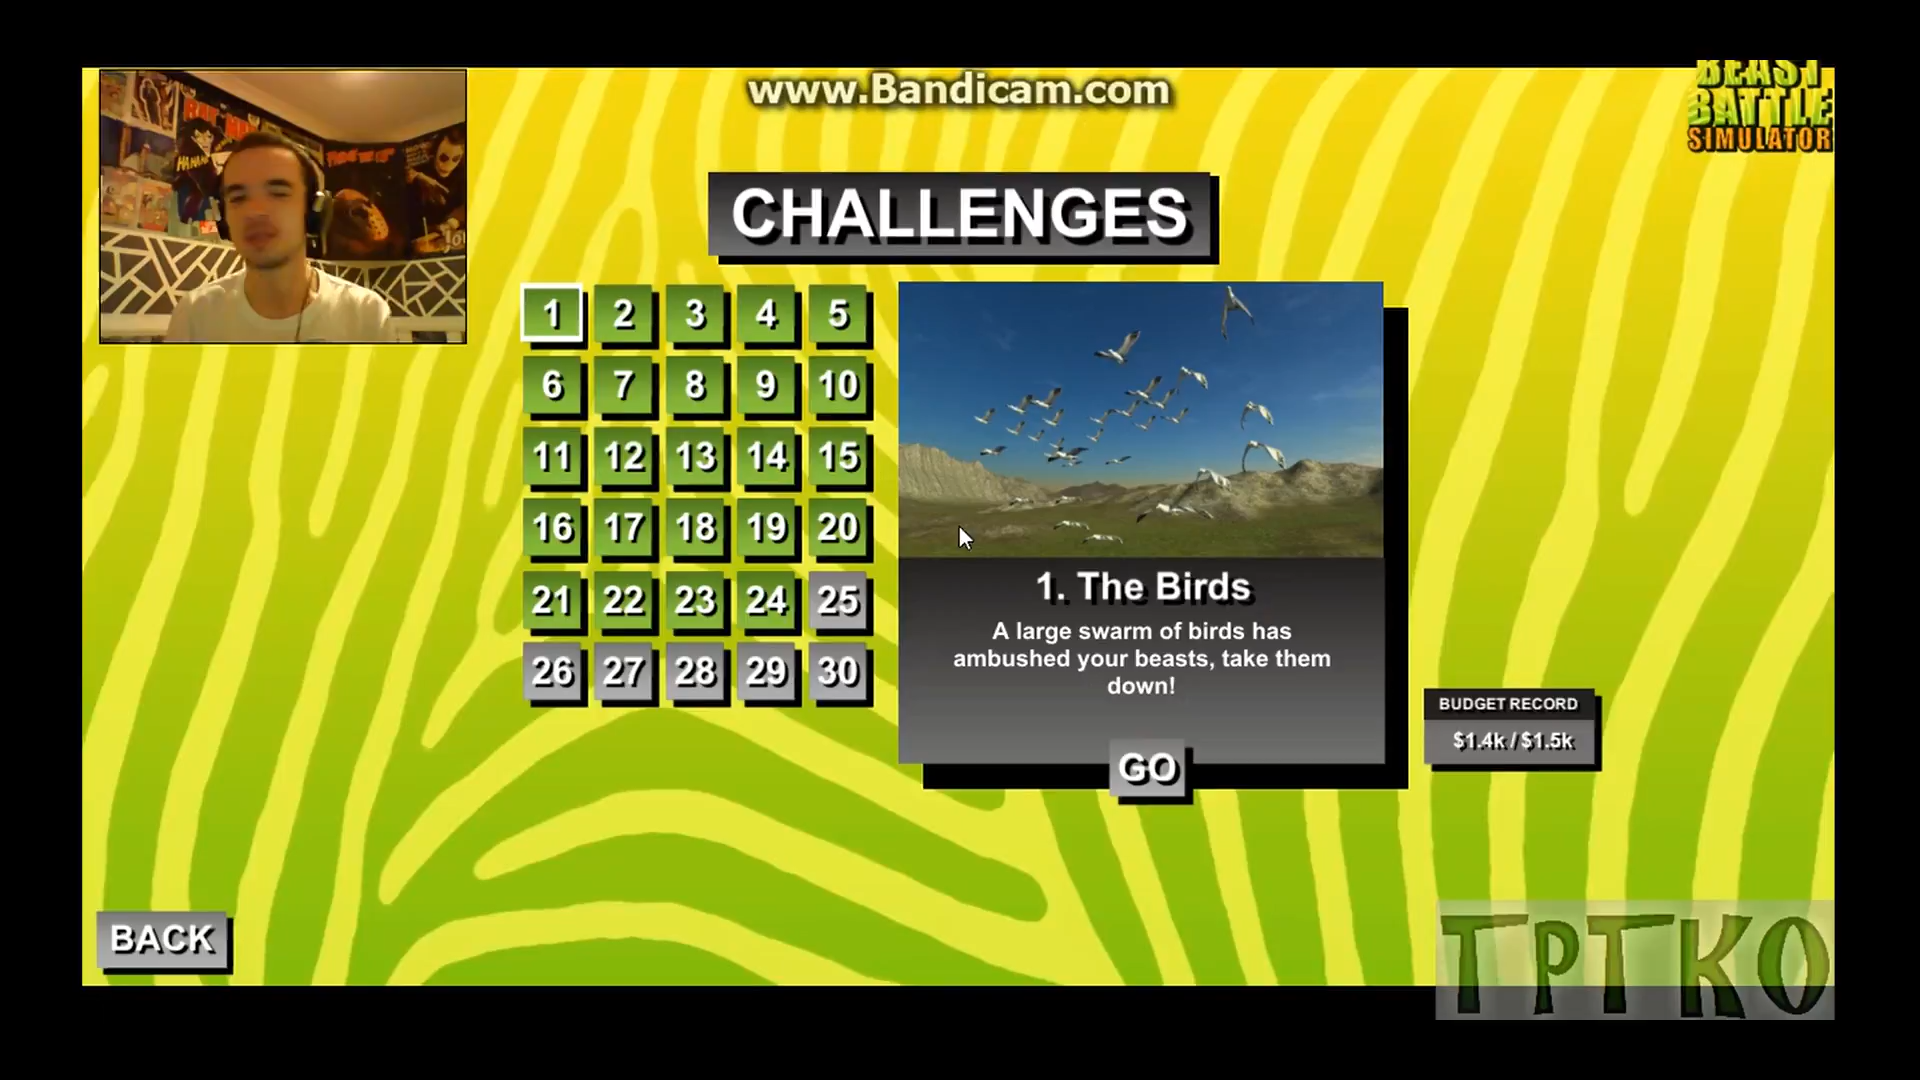 www.Bandicam.com
BEAST
BATTLE
SIMULATOR
BAT MAN
CHALLENGES
1 2 3 4 5
6 7 8 9 10
11 12 13 14 15
16 17 18 19 20
21 22 23 24 25
26 27 28 29 30
1. The Birds
A large swarm of birds has
ambushed your beasts, take them
down!
GO
BUDGET RECORD
$1.4k / $1.5k
BACK
TPTKO